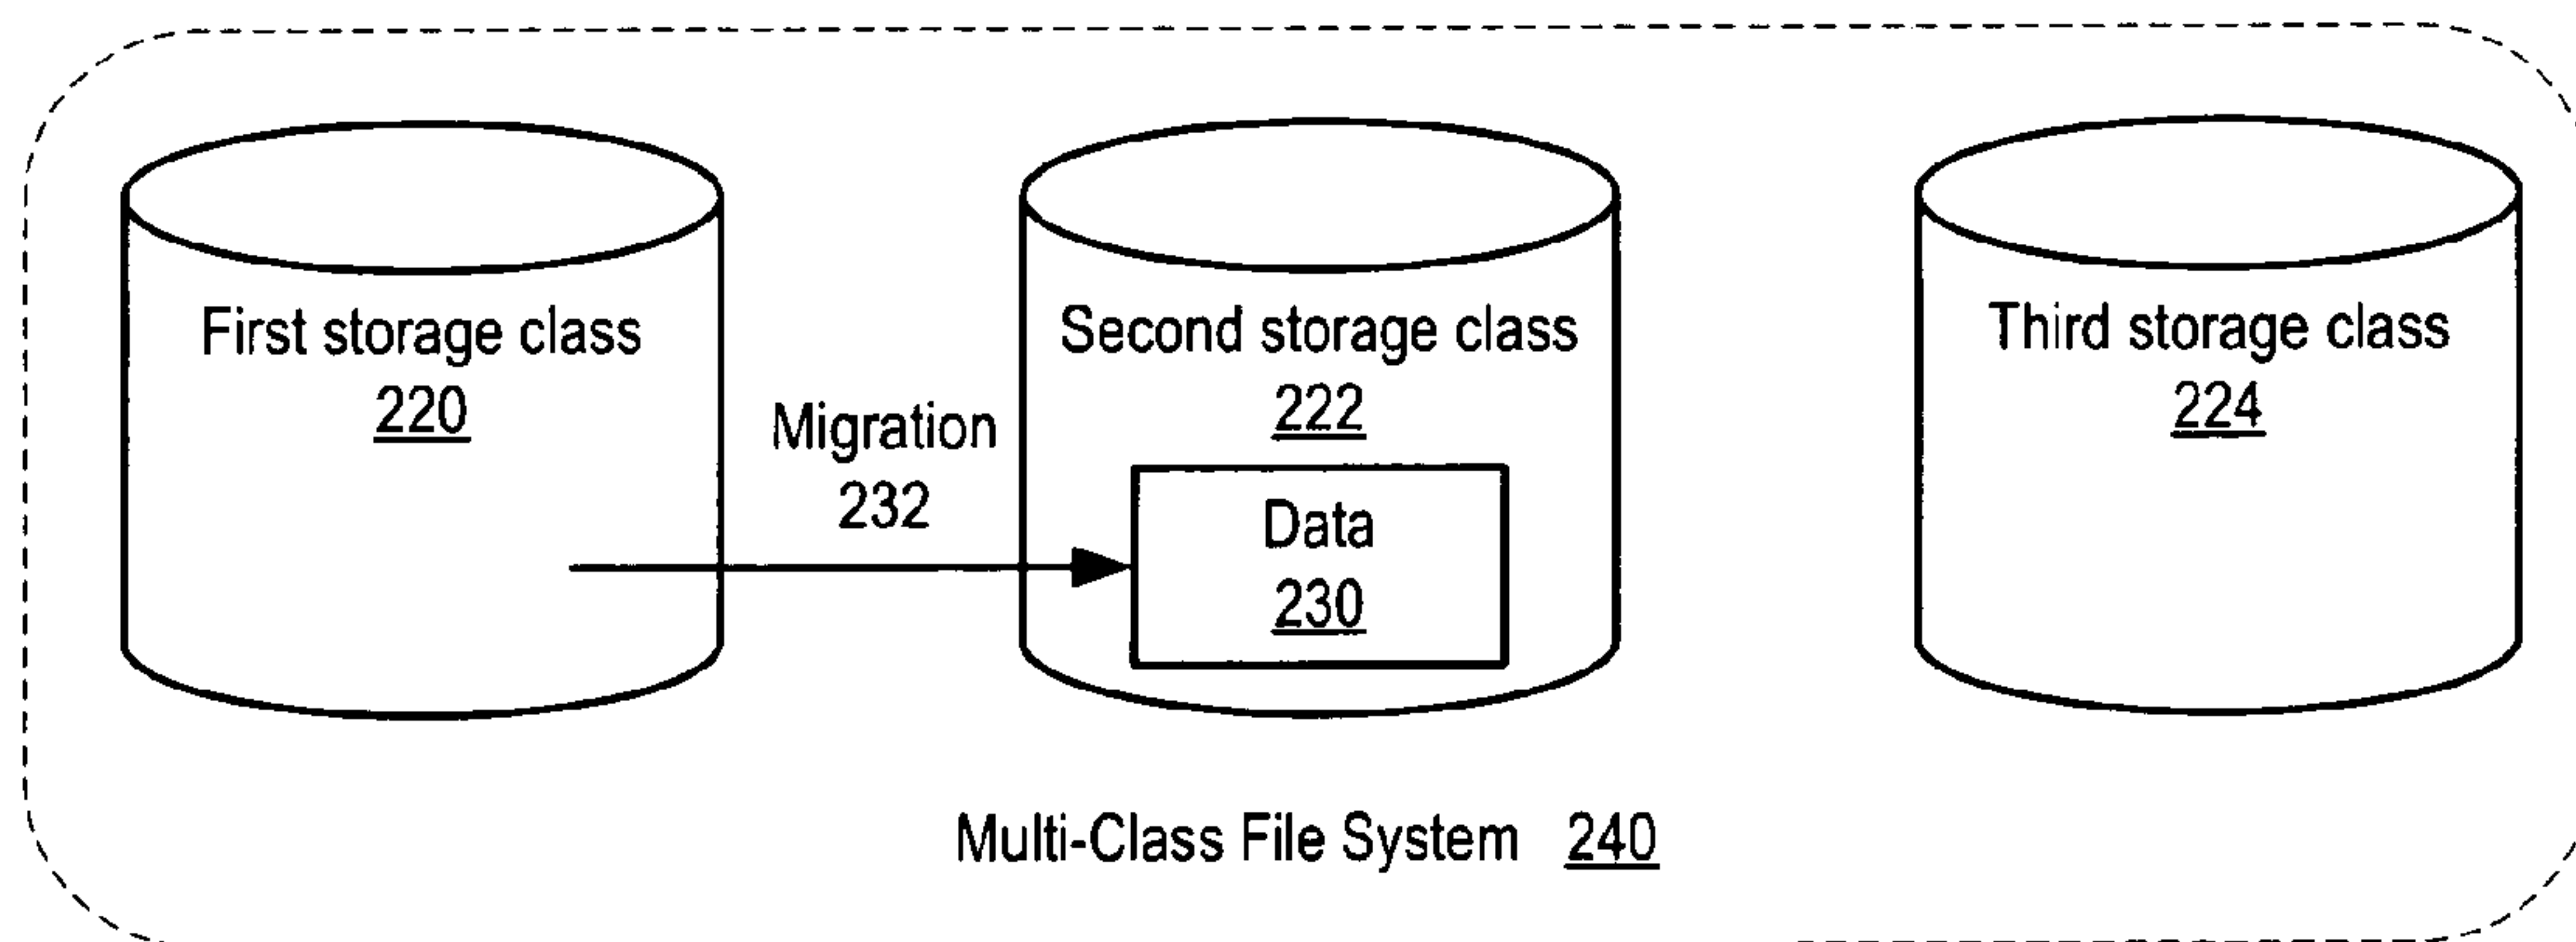 First storage class
220
Second storage class
222
Third storage class
224
Migration
232
Data
230
Multi-Class File System 240